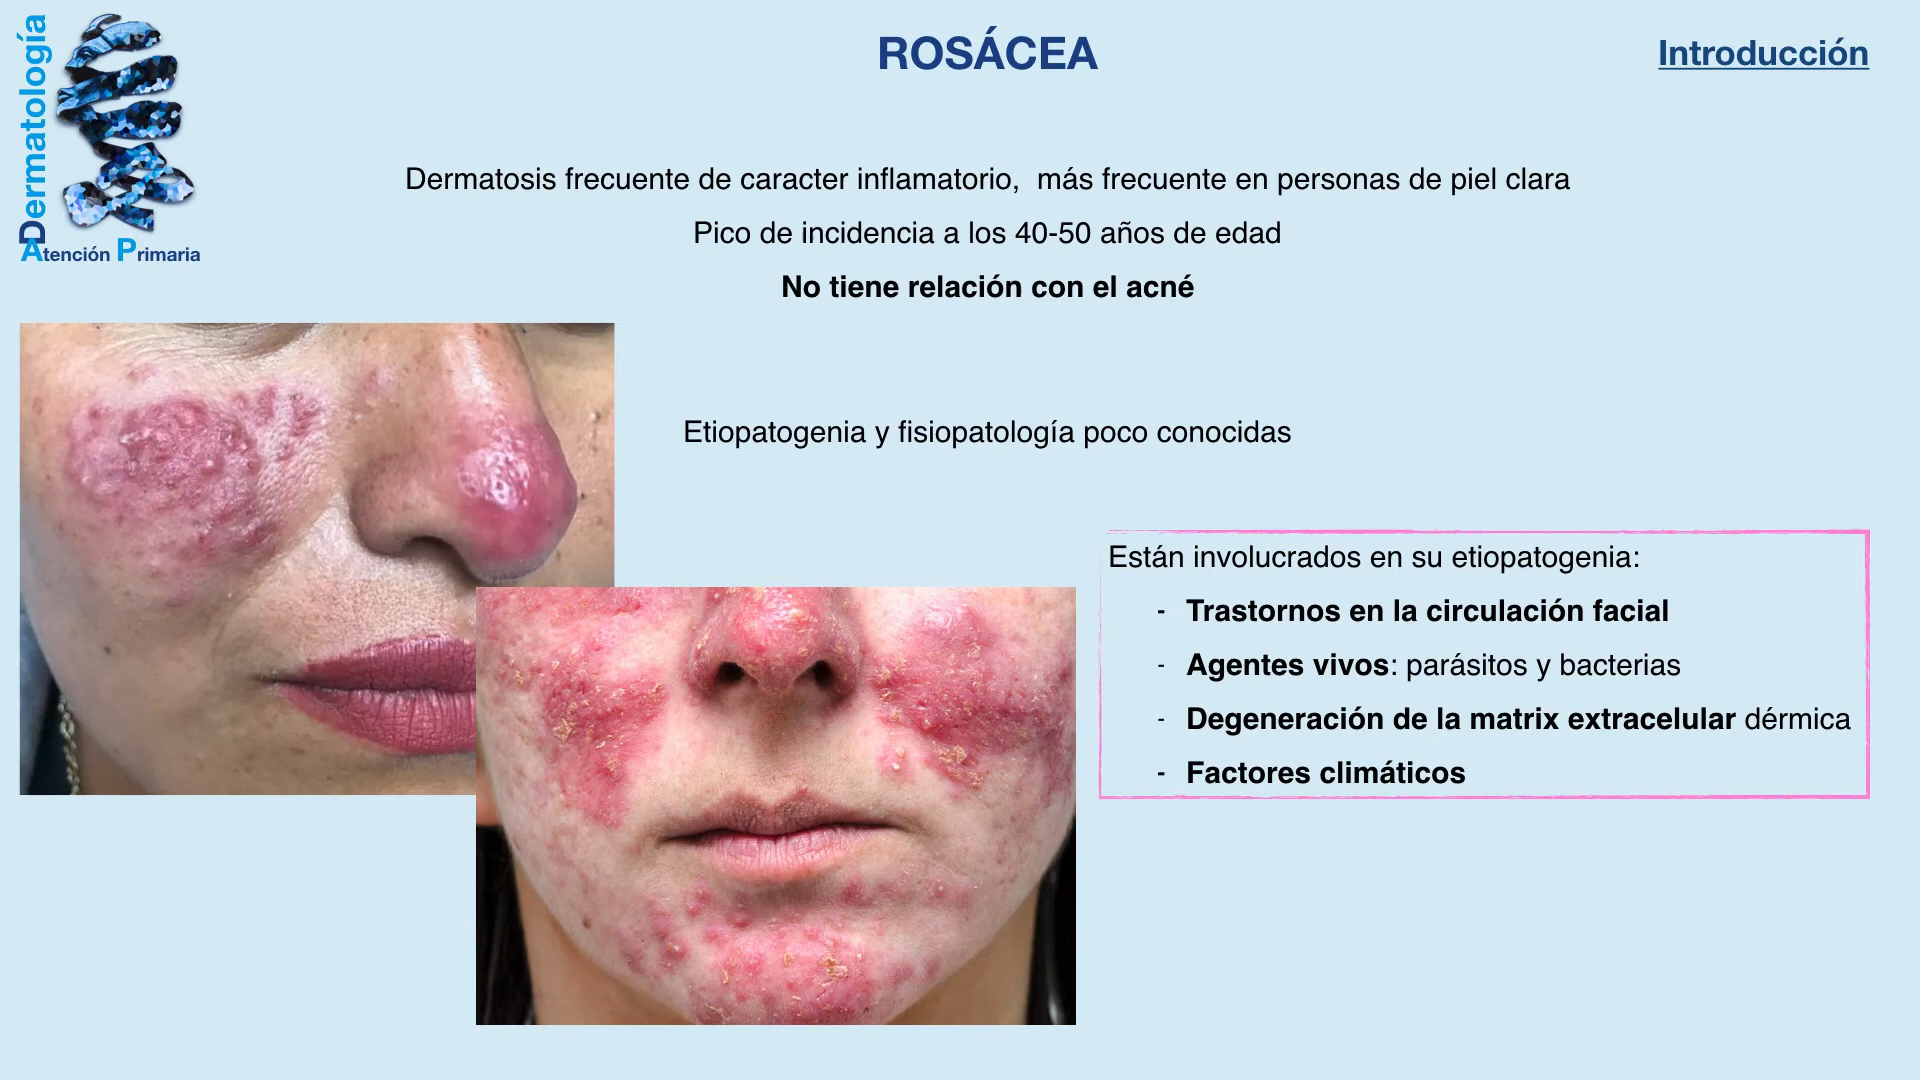 Dermatología
Atención Primaria
ROSÁCEA
Introducción
Dermatosis frecuente de caracter inflamatorio,  más frecuente en personas de piel clara
Pico de incidencia a los 40-50 años de edad
No tiene relación con el acné
Etiopatogenia y fisiopatología poco conocidas
Están involucrados en su etiopatogenia:
- Trastornos en la circulación facial
- Agentes vivos: parásitos y bacterias
- Degeneración de la matrix extracelular dérmica
- Factores climáticos